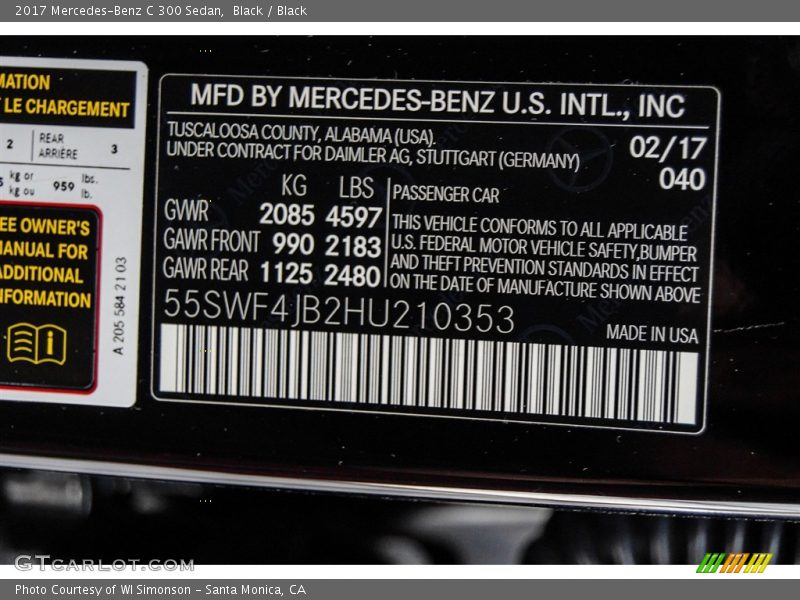 2017 Mercedes-Benz C 300 Sedan, Black / Black
LE CHARGEMENT
2 REAR ARRIÈRE 3
kg or kg ou 959 lbs. lb.
OWNER'S
FOR
ADDITIONAL
A 205 584 21 03
MFD BY MERCEDES-BENZ U.S. INTL., INC
TUSCALOOSA COUNTY, ALABAMA (USA)
UNDER CONTRACT FOR DAIMLER AG, STUTTGART (GERMANY)
02/17
040
KG LBS
GWR 2085 4597
GAWR FRONT 990 2183
GAWR REAR 1125 2480
PASSENGER CAR
THIS VEHICLE CONFORMS TO ALL APPLICABLE
U.S. FEDERAL MOTOR VEHICLE SAFETY,BUMPER
AND THEFT PREVENTION STANDARDS IN EFFECT
ON THE DATE OF MANUFACTURE SHOWN ABOVE
55SWF4JB2HU210353
MADE IN USA
GTCARLOT.COM
Photo Courtesy of WI Simonson - Santa Monica, CA